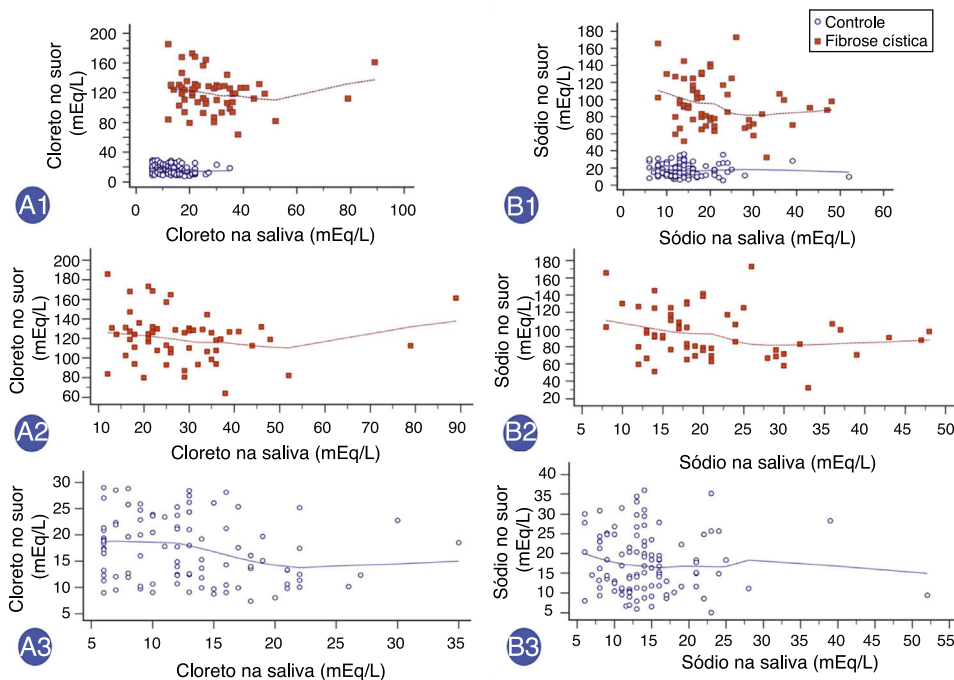 A1
Cloreto no suor
(mEq/L)
200
160
120
80
40
0
0 20 40 60 80 100
Cloreto na saliva (mEq/L)
B1
Sódio no suor
(mEq/L)
180
160
140
120
100
80
60
40
20
0
0 10 20 30 40 50 60
Sódio na saliva (mEq/L)
Controle
Fibrose cística
A2
Cloreto no suor
(mEq/L)
200
180
160
140
120
100
80
60
10 20 30 40 50 60 70 80 90
Cloreto na saliva (mEq/L)
B2
Sódio no suor
(mEq/L)
180
160
140
120
100
80
60
40
20
5 10 15 20 25 30 35 40 45 50
Sódio na saliva (mEq/L)
A3
Cloreto no suor
(mEq/L)
30
25
20
15
10
5
5 10 15 20 25 30 35
Cloreto na saliva (mEq/L)
B3
Sódio no suor
(mEq/L)
40
35
30
25
20
15
10
5
5 10 15 20 25 30 35 40 45 50 55
Sódio na saliva (mEq/L)